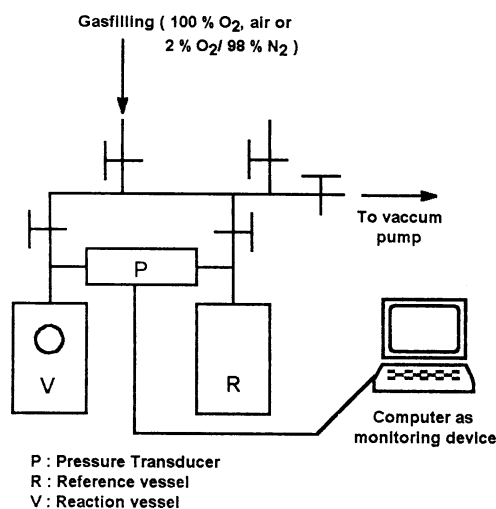 Gasfilling ( 100 % O₂, air or
2 % O₂/ 98 % N₂ )
To vaccum
pump
P
V
R
Computer as
monitoring device
P : Pressure Transducer
R : Reference vessel
V : Reaction vessel